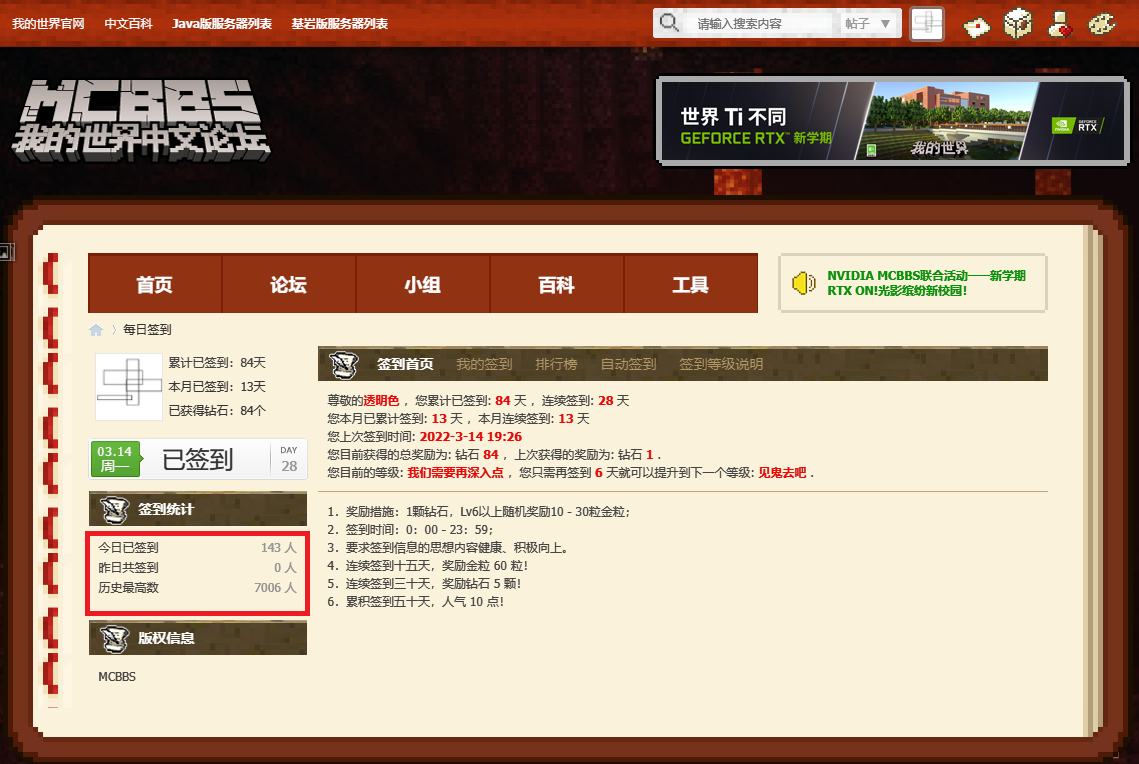 我的世界官网 中文百科 Java版服务器列表 基岩版服务器列表 请输入搜索内容 帖子
MCBBS
我的世界中文论坛
世界 Ti 不同
GEFORCE RTX™ 新学期
我的世界
NVIDIA GEFORCE RTX
首页 论坛 小组 百科 工具
NVIDIA MCBBS联合活动——新学期
RTX ON!光影缤纷新校园!
每日签到
累计已签到：84天
本月已签到：13天
已获得钻石：84个
03.14
周一
已签到
DAY
28
签到统计
今日已签到 143 人
昨日共签到 0 人
历史最高数 7006 人
版权信息
MCBBS
签到首页 我的签到 排行榜 自动签到 签到等级说明
尊敬的透明色 ，您累计已签到: 84 天 ，连续签到: 28 天
您本月已累计签到: 13 天 ，本月连续签到: 13 天
您上次签到时间: 2022-3-14 19:26
您目前获得的总奖励为: 钻石 84 ，上次获得的奖励为: 钻石 1 .
您目前的等级: 我们需要再深入点 ，您只需再签到 6 天就可以提升到下一个等级: 见鬼去吧 .
1. 奖励措施：1颗钻石，Lv6以上随机奖励10 - 30粒金粒;
2. 签到时间：0：00 - 23：59;
3. 要求签到信息的思想内容健康、积极向上。
4. 连续签到十五天，奖励金粒 60 粒!
5. 连续签到三十天，奖励钻石 5 颗!
6. 累积签到五十天，人气 10 点!